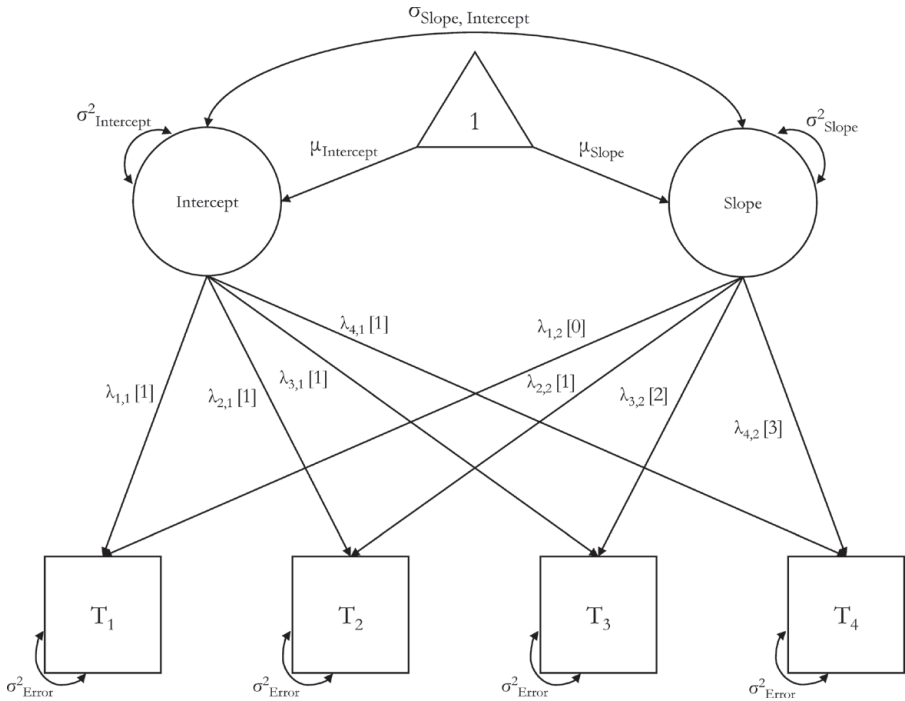 σSlope, Intercept
σ²Intercept
1
σ²Slope
μIntercept
μSlope
Intercept
Slope
λ4,1 [1]
λ1,2 [0]
λ3,1 [1]
λ2,2 [1]
λ1,1 [1]
λ2,1 [1]
λ3,2 [2]
λ4,2 [3]
T1
T2
T3
T4
σ²Error
σ²Error
σ²Error
σ²Error